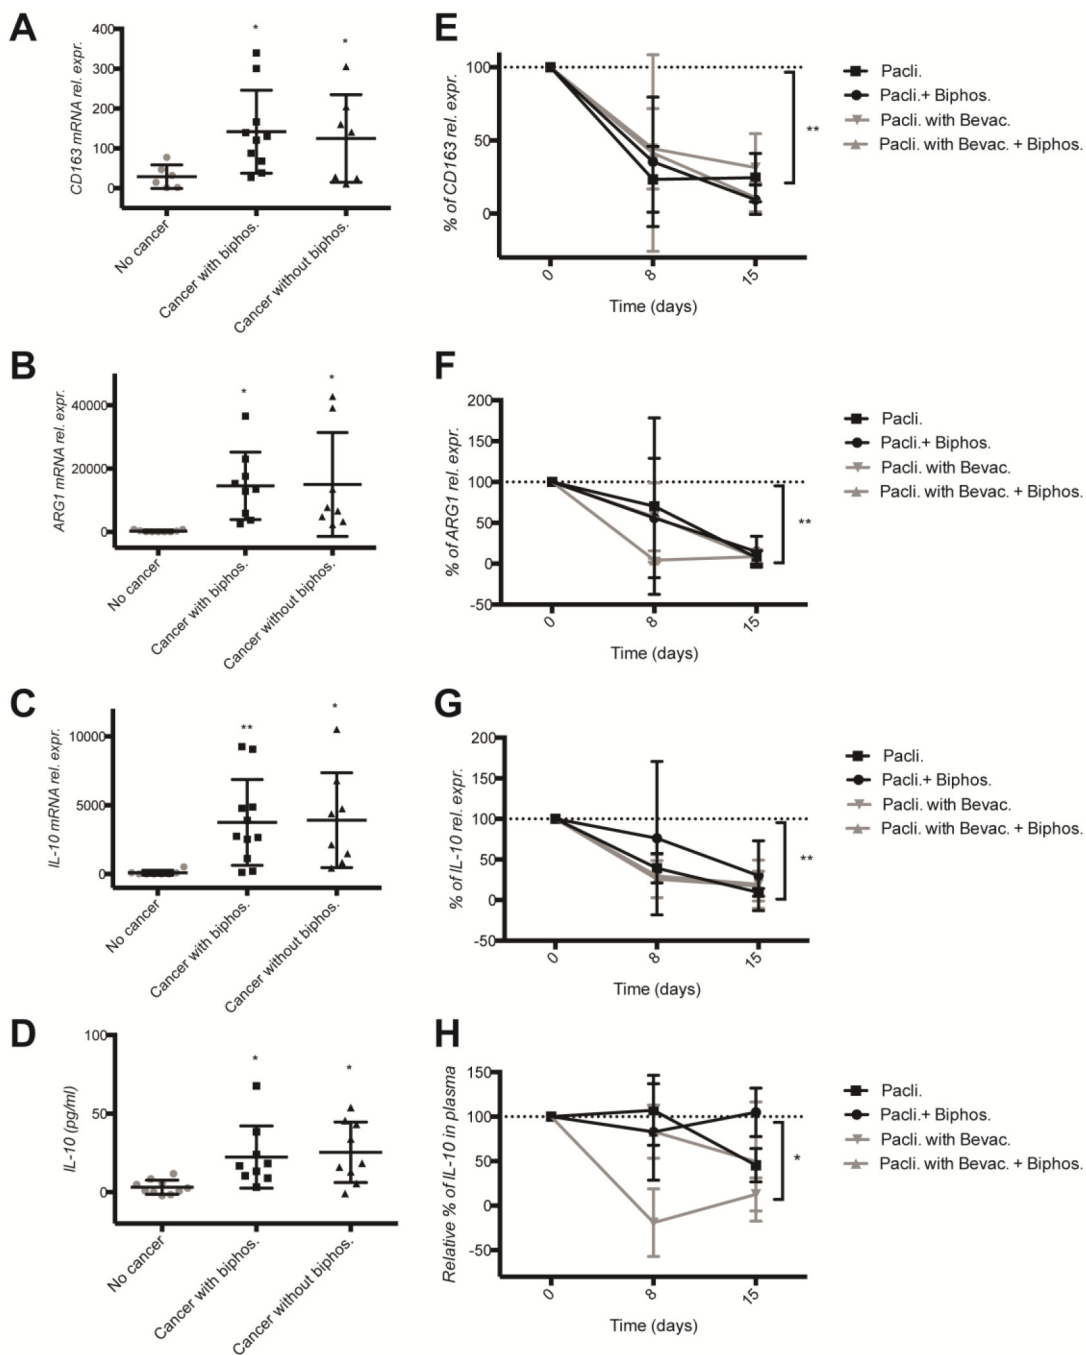 A
CD163 mRNA rel. expr.
400
300
200
100
0
*
*
No cancer
Cancer with biphos.
Cancer without biphos.
E
% of CD163 rel. expr.
100
50
0
**
0
8
15
Time (days)
Pacli.
Pacli.+ Biphos.
Pacli. with Bevac.
Pacli. with Bevac. + Biphos.
B
ARG1 mRNA rel. expr.
40000
20000
0
*
*
No cancer
Cancer with biphos.
Cancer without biphos.
F
% of ARG1 rel. expr.
200
150
100
50
0
-50
**
0
8
15
Time (days)
Pacli.
Pacli.+ Biphos.
Pacli. with Bevac.
Pacli. with Bevac. + Biphos.
C
IL-10 mRNA rel. expr.
10000
5000
0
**
*
No cancer
Cancer with biphos.
Cancer without biphos.
G
% of IL-10 rel. expr.
200
150
100
50
0
-50
**
0
8
15
Time (days)
Pacli.
Pacli.+ Biphos.
Pacli. with Bevac.
Pacli. with Bevac. + Biphos.
D
IL-10 (pg/ml)
100
50
0
*
*
No cancer
Cancer with biphos.
Cancer without biphos.
H
Relative % of IL-10 in plasma
150
100
50
0
-50
*
0
8
15
Time (days)
Pacli.
Pacli.+ Biphos.
Pacli. with Bevac.
Pacli. with Bevac. + Biphos.